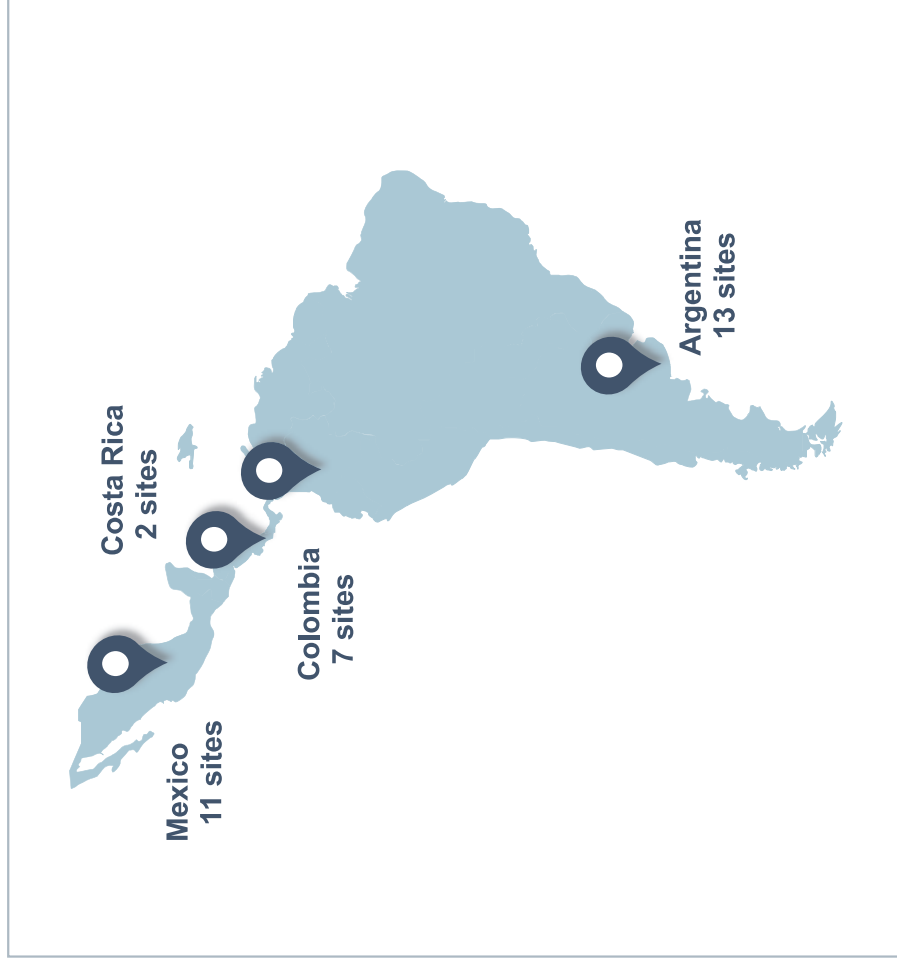 Mexico
11 sites
Costa Rica
2 sites
Colombia
7 sites
Argentina
13 sites